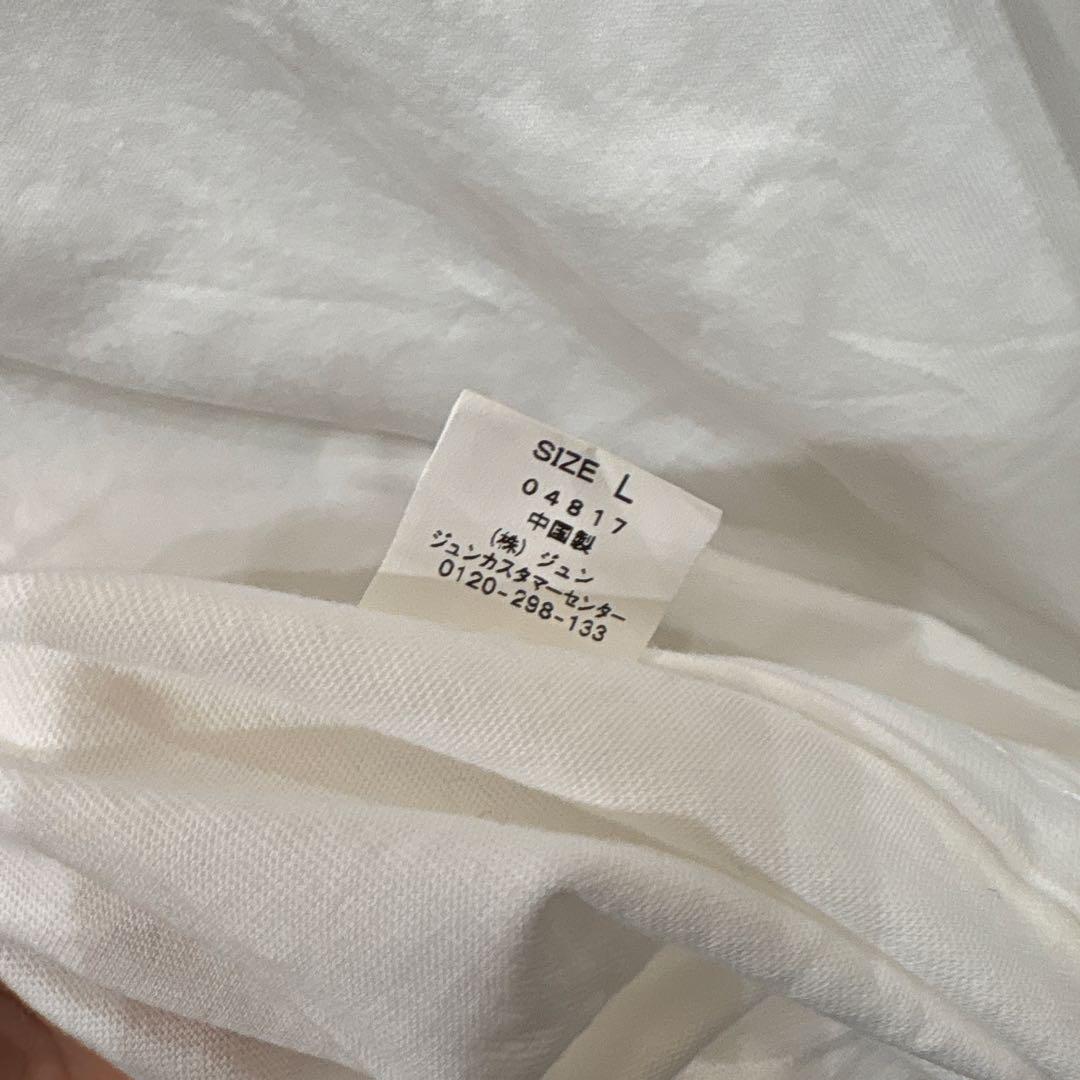 SIZE L
04817
中国製
(株) ジュン
ジュンカスタマーセンター
0120-298-133